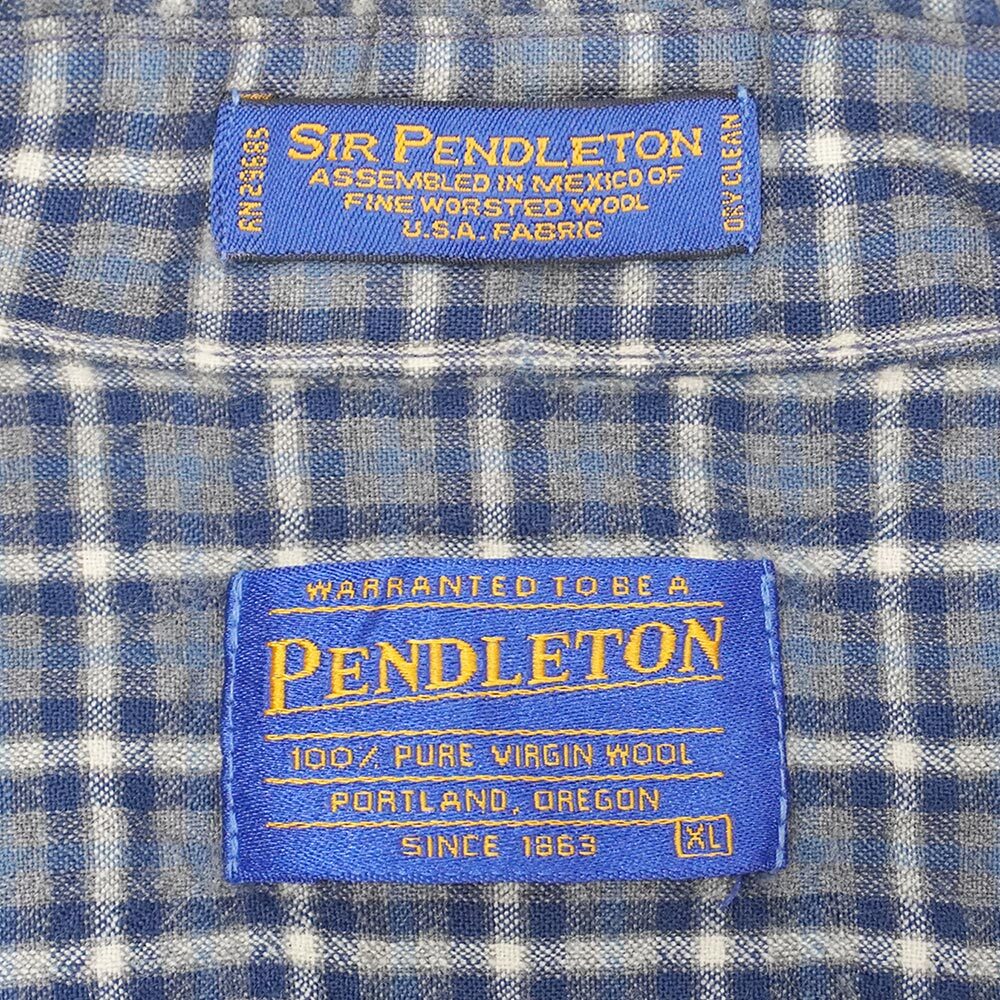 RN 29685
SIR PENDLETON
ASSEMBLED IN MEXICO OF
FINE WORSTED WOOL
U.S.A. FABRIC
DRY CLEAN
WARRANTED TO BE A
PENDLETON
100% PURE VIRGIN WOOL
PORTLAND, OREGON
SINCE 1863
XL